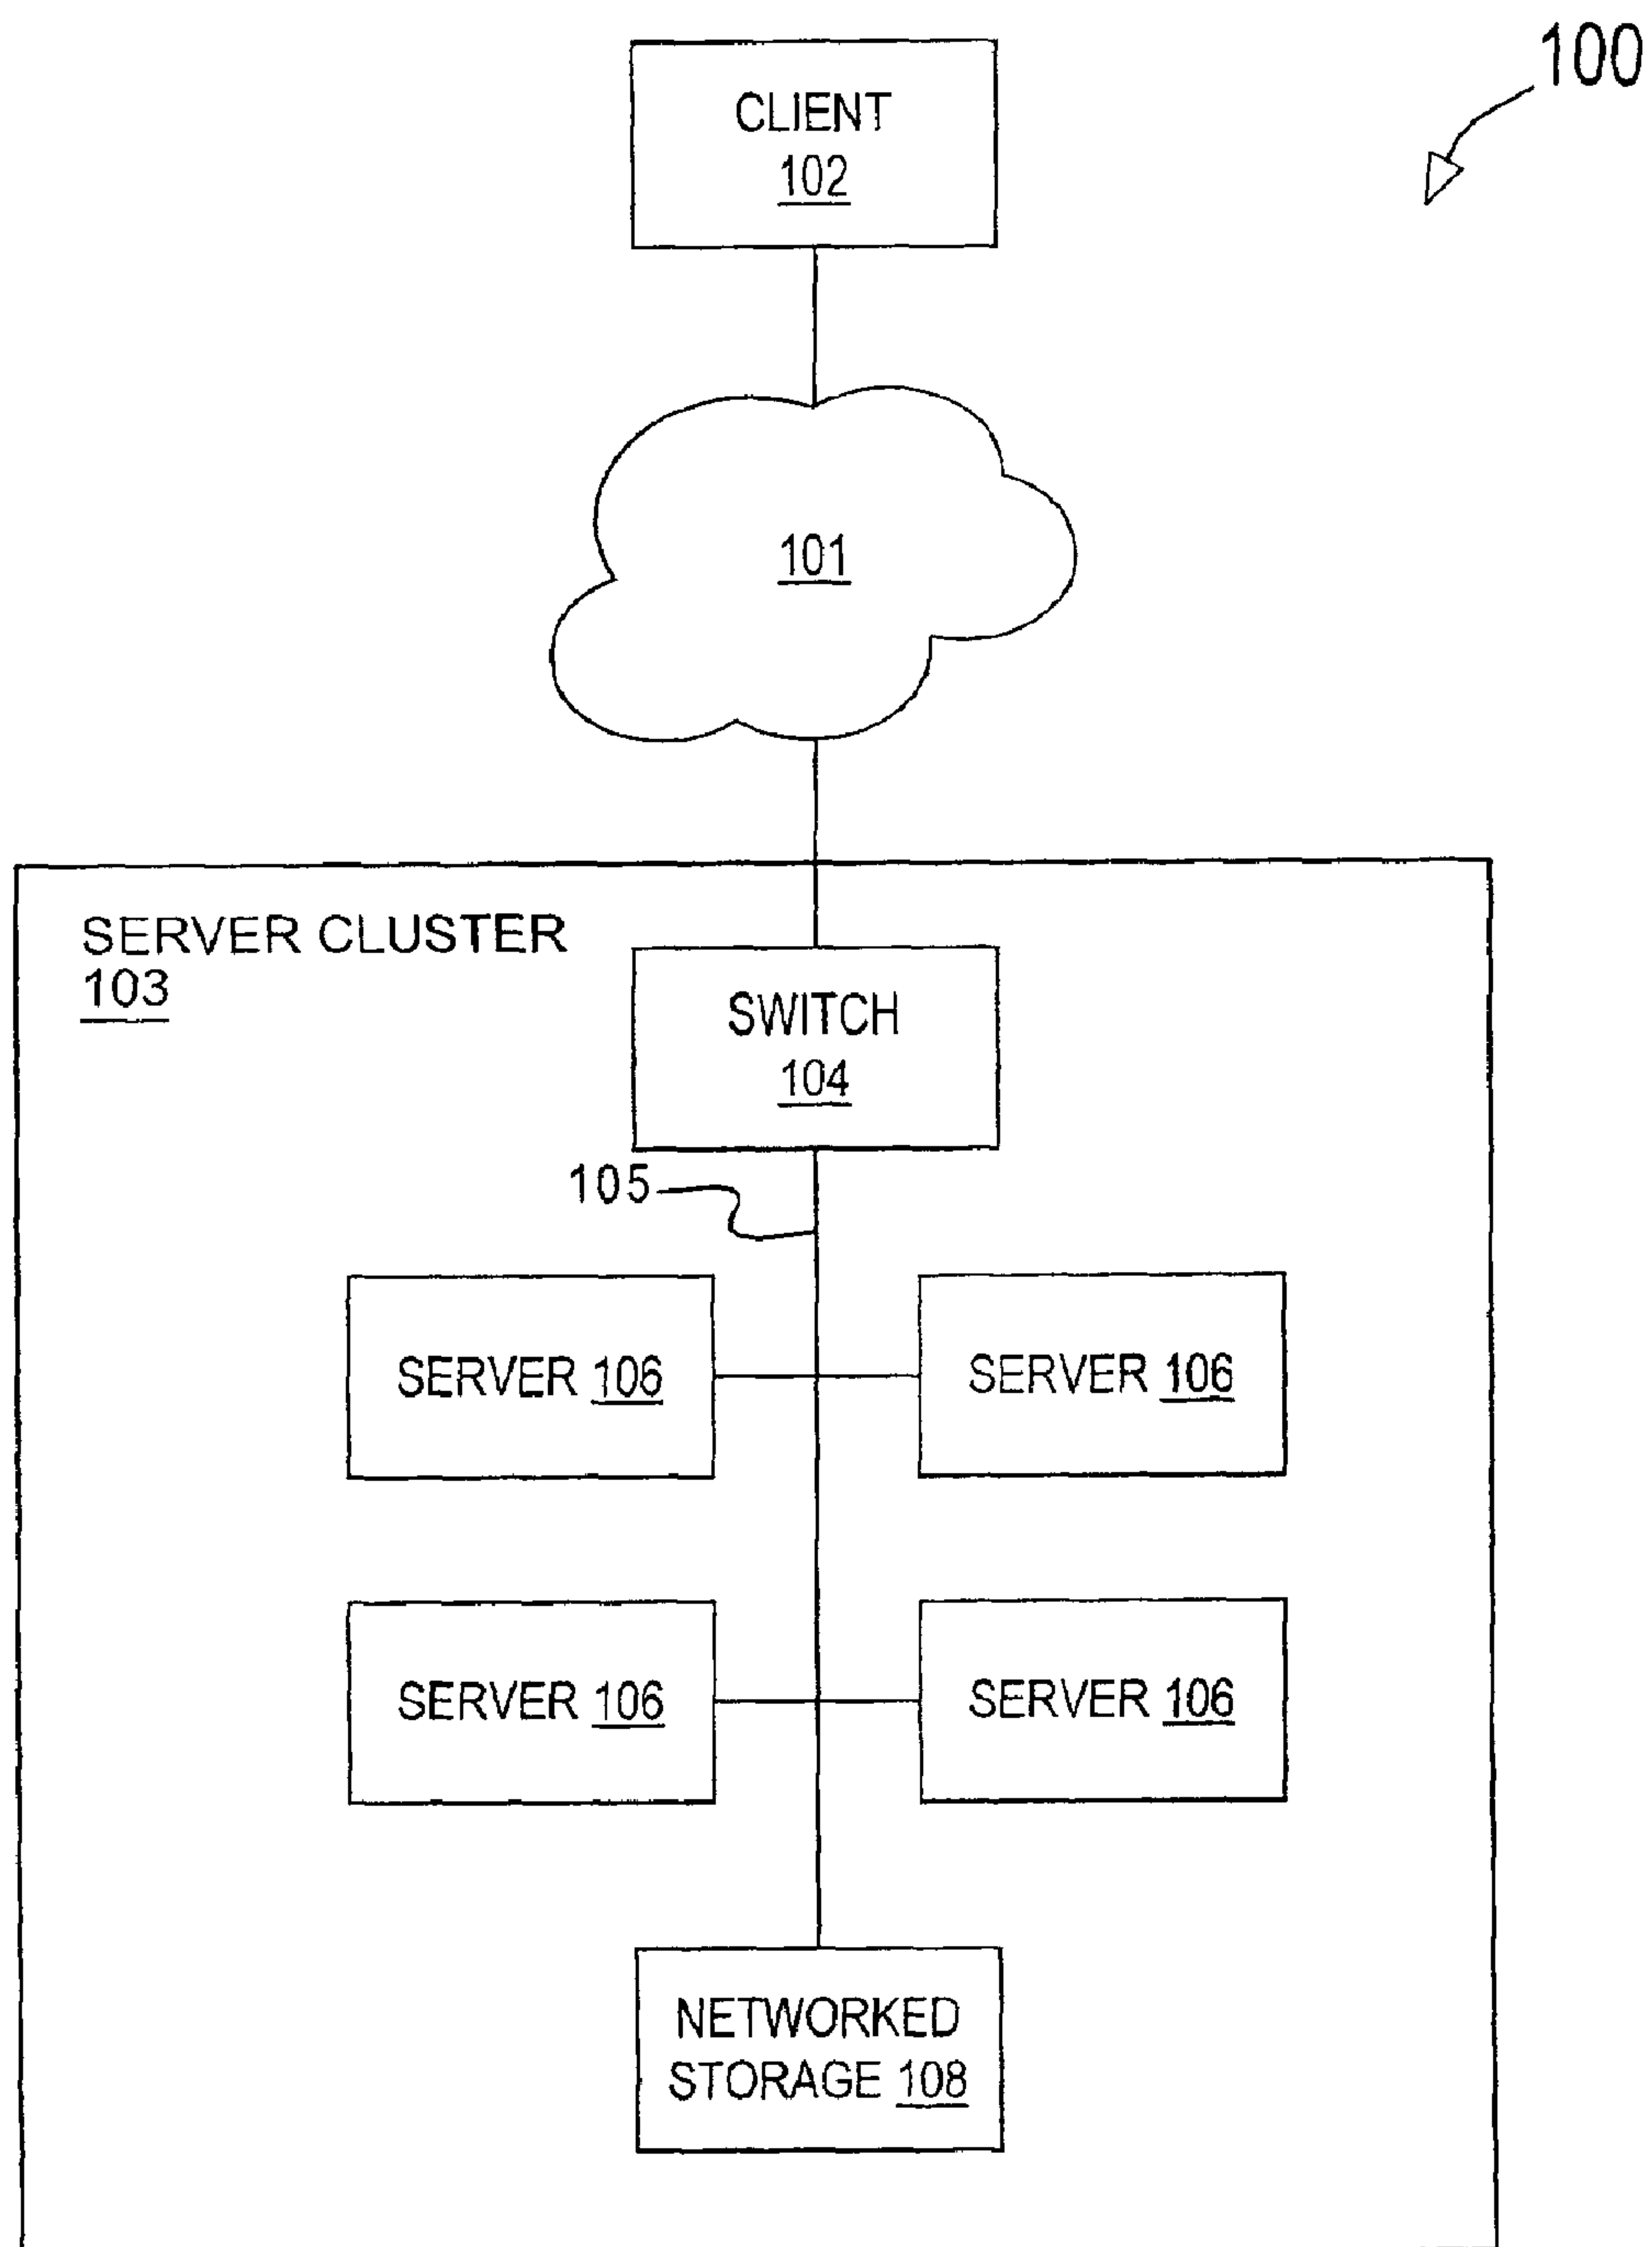 100
CLIENT
102
101
SERVER CLUSTER
103
SWITCH
104
105
SERVER 106
SERVER 106
SERVER 106
SERVER 106
NETWORKED
STORAGE 108